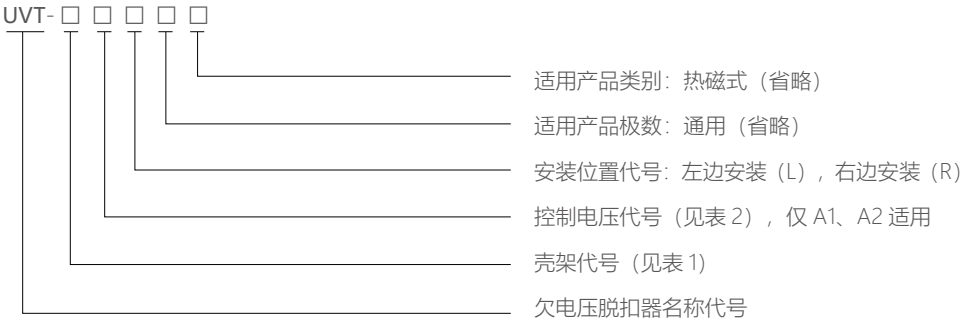 UVT-□ □ □ □ □
适用产品类别：热磁式（省略）
适用产品极数：通用（省略）
安装位置代号：左边安装（L），右边安装（R）
控制电压代号（见表 2），仅 A1、A2 适用
壳架代号（见表 1）
欠电压脱扣器名称代号